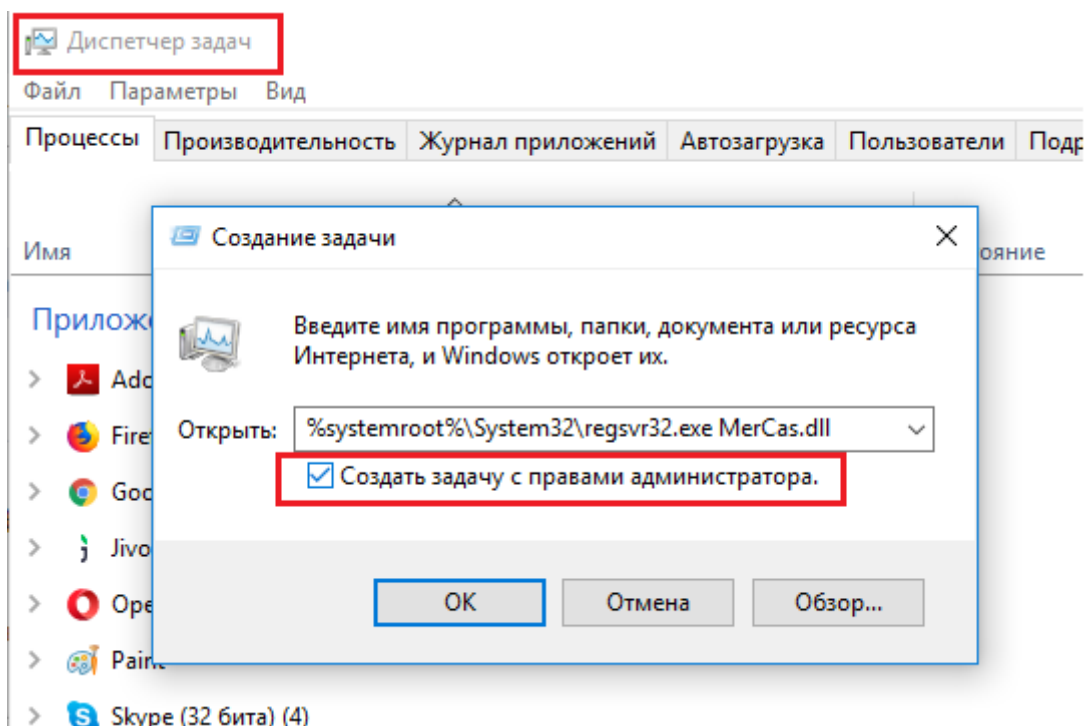 Диспетчер задач
Файл Параметры Вид
Процессы Производительность Журнал приложений Автозагрузка Пользователи
Создание задачи
Имя
Введите имя программы, папки, документа или ресурса
Интернета, и Windows откроет их.
Открыть: %systemroot%\System32\regsvr32.exe MerCas.dll
Создать задачу с правами администратора.
OK Отмена Обзор...
Skype (32 бита) (4)